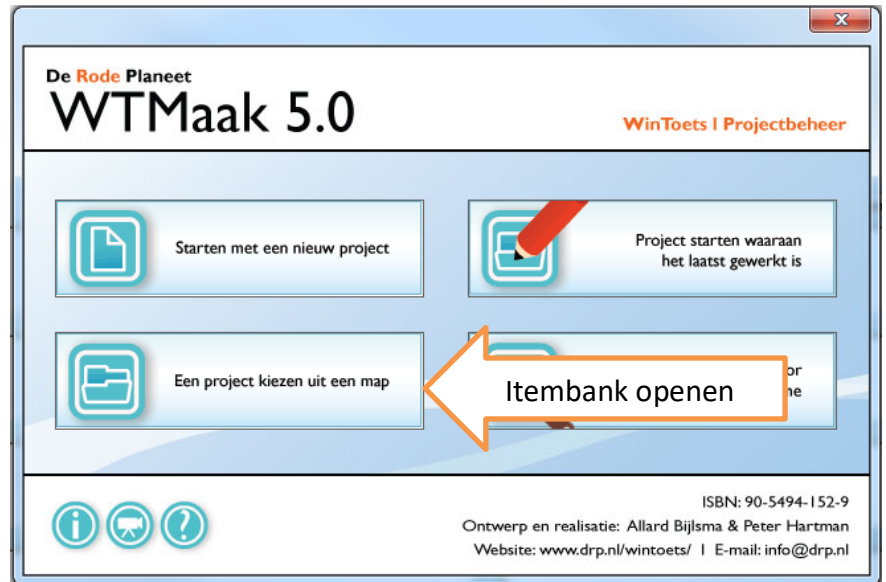 x
De Rode Planeet
WTMaak 5.0
WinToets I Projectbeheer
Starten met een nieuw project
Project starten waaraan
het laatst gewerkt is
Een project kiezen uit een map
Itembank openen
ISBN: 90-5494-152-9
Ontwerp en realisatie: Allard Bijlsma & Peter Hartman
Website: www.drp.nl/wintoets/ I E-mail: info@drp.nl